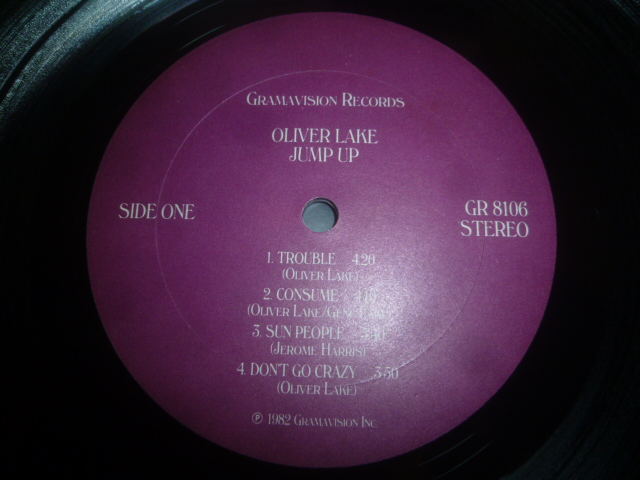 GRAMAVISION RECORDS
OLIVER LAKE
JUMP UP
SIDE ONE
GR 8106
STEREO
1. TROUBLE 4:20
(OLIVER LAKE)
2. CONSUME
(OLIVER LAKE/GENE
3. SUN PEOPLE
(JEROME HARRIS)
4. DON'T GO CRAZY 3:50
(OLIVER LAKE)
℗ 1982 GRAMAVISION INC.